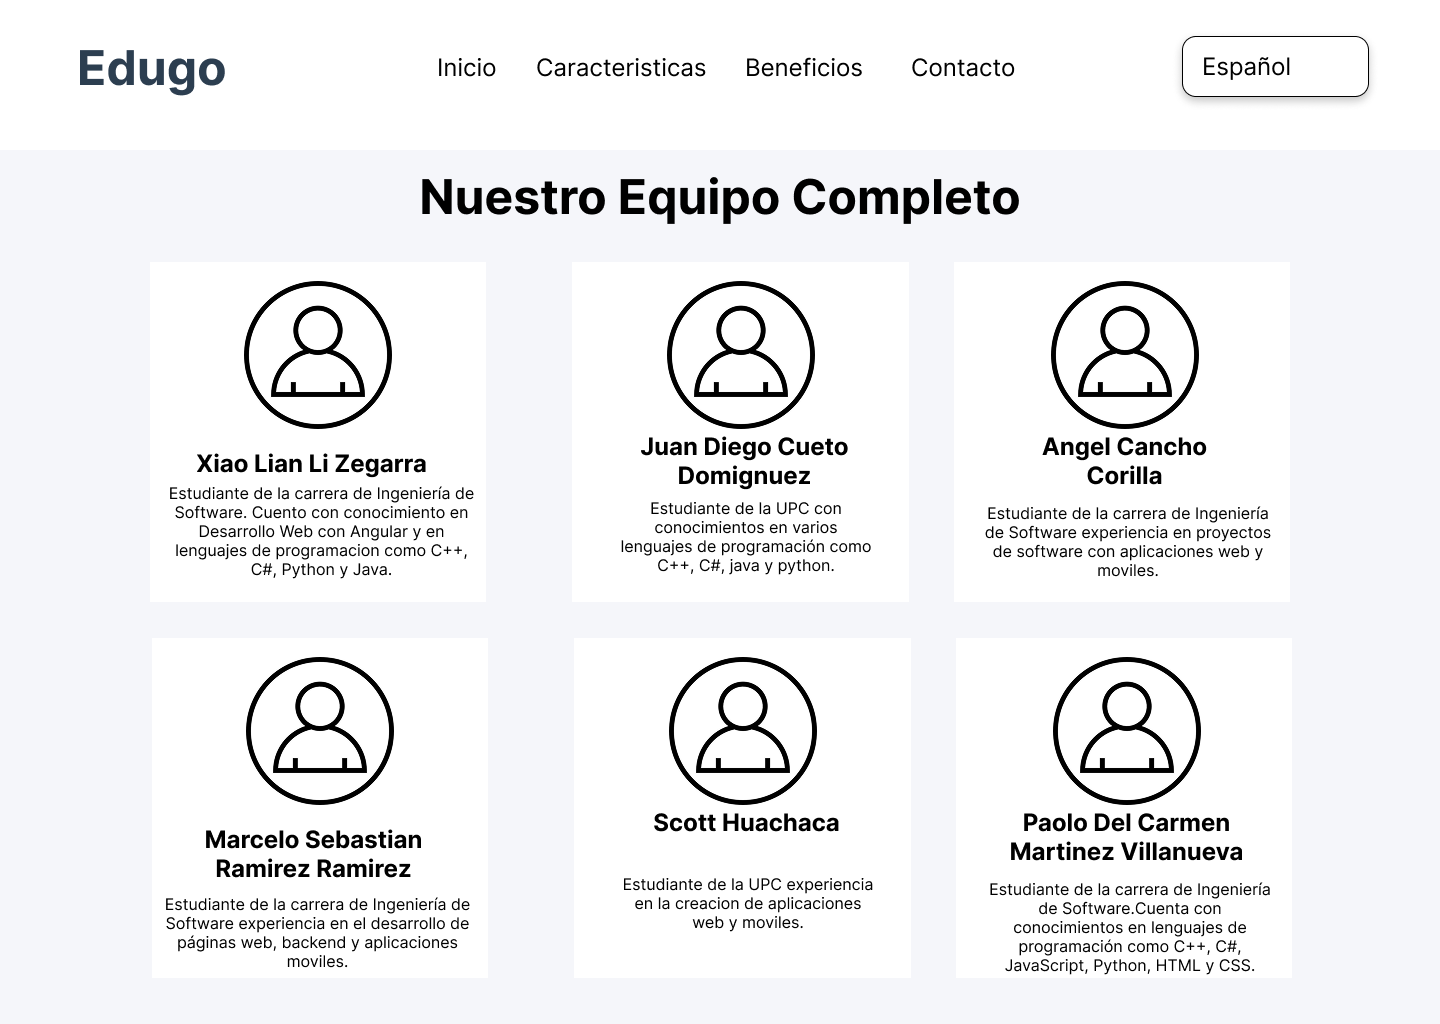 Edugo
Inicio
Caracteristicas
Beneficios
Contacto
Español
Nuestro Equipo Completo
Xiao Lian Li Zegarra
Estudiante de la carrera de Ingeniería de
Software. Cuento con conocimiento en
Desarrollo Web con Angular y en
lenguajes de programacion como C++,
C#, Python y Java.
Juan Diego Cueto
Domignuez
Estudiante de la UPC con
conocimientos en varios
lenguajes de programación como
C++, C#, java y python.
Angel Cancho
Corilla
Estudiante de la carrera de Ingeniería
de Software experiencia en proyectos
de software con aplicaciones web y
moviles.
Marcelo Sebastian
Ramirez Ramirez
Estudiante de la carrera de Ingeniería de
Software experiencia en el desarrollo de
páginas web, backend y aplicaciones
moviles.
Scott Huachaca
Estudiante de la UPC experiencia
en la creacion de aplicaciones
web y moviles.
Paolo Del Carmen
Martinez Villanueva
Estudiante de la carrera de Ingeniería
de Software.Cuenta con
conocimientos en lenguajes de
programación como C++, C#,
JavaScript, Python, HTML y CSS.